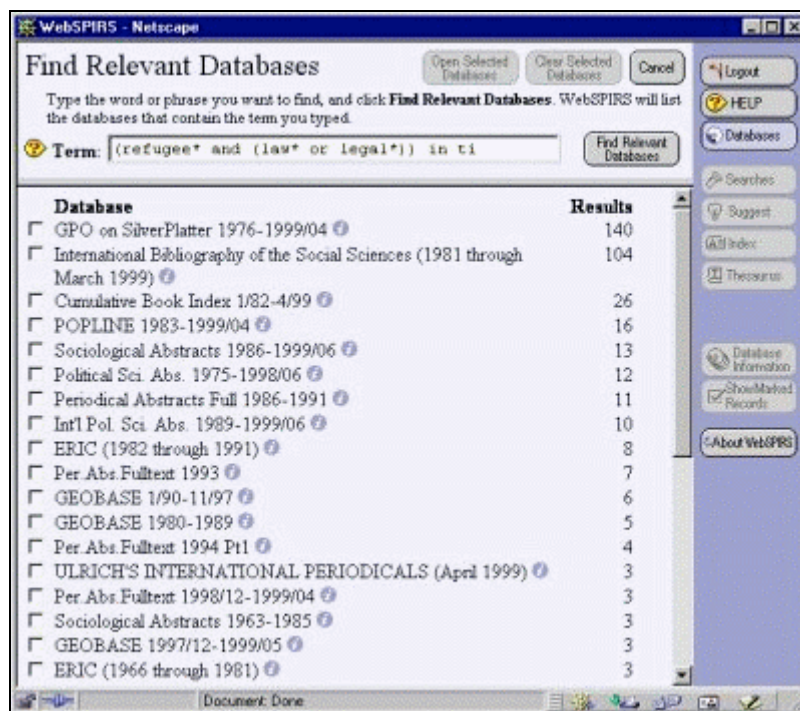 WebSPIRS - Netscape
Find Relevant Databases
Open Selected
Databases
Clear Selected
Databases
Cancel
Type the word or phrase you want to find, and click Find Relevant Databases. WebSPIRS will list
the databases that contain the term you typed.
Term: (refugee* and (law* or legal*)) in ti
Find Relevant
Databases
Database Results
GPO on SilverPlatter 1976-1999/04 140
International Bibliography of the Social Sciences (1981 through 104
March 1999)
Cumulative Book Index 1/82-4/99 26
POPLINE 1983-1999/04 16
Sociological Abstracts 1986-1999/06 13
Political Sci. Abs. 1975-1998/06 12
Periodical Abstracts Full 1986-1991 11
Int'l Pol. Sci. Abs. 1989-1999/06 10
ERIC (1982 through 1991) 8
Per.Abs.Fulltext 1993 7
GEOBASE 1/90-11/97 6
GEOBASE 1980-1989 5
Per.Abs.Fulltext 1994 Pt1 4
ULRICH'S INTERNATIONAL PERIODICALS (April 1999) 3
Per.Abs.Fulltext 1998/12-1999/04 3
Sociological Abstracts 1963-1985 3
GEOBASE 1997/12-1999/05 3
ERIC (1966 through 1981) 3
Logout
HELP
Databases
Searches
Suggest
Index
Thesaurus
Database
Information
Show Marked
Records
About WebSPIRS
Document: Done